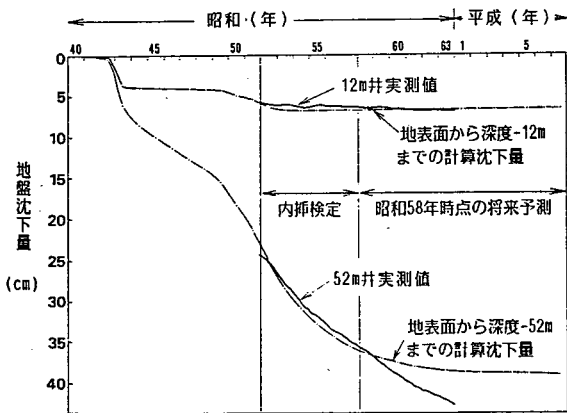 昭和・(年)
平成(年)
40 45 50 55 60 63 1 5
0
5
10
15
20
25
30
35
40
地盤沈下量
(cm)
12m井実測値
地表面から深度-12m
までの計算沈下量
内挿検定
昭和58年時点の将来予測
52m井実測値
地表面から深度-52m
までの計算沈下量